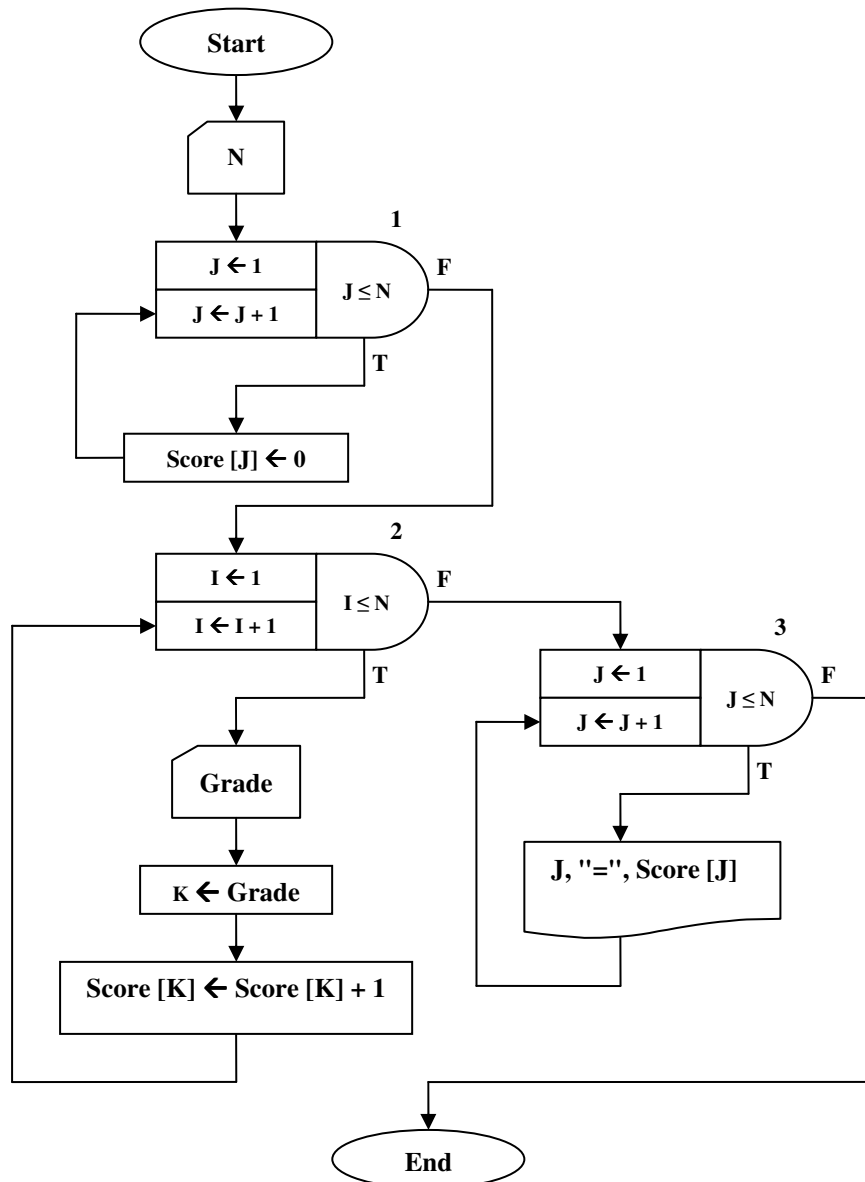 Start
N
1
J ← 1
J ← J + 1
J ≤ N
F
T
Score [J] ← 0
2
I ← 1
I ← I + 1
I ≤ N
F
T
Grade
K ← Grade
Score [K] ← Score [K] + 1
3
J ← 1
J ← J + 1
J ≤ N
F
T
J, "=", Score [J]
End